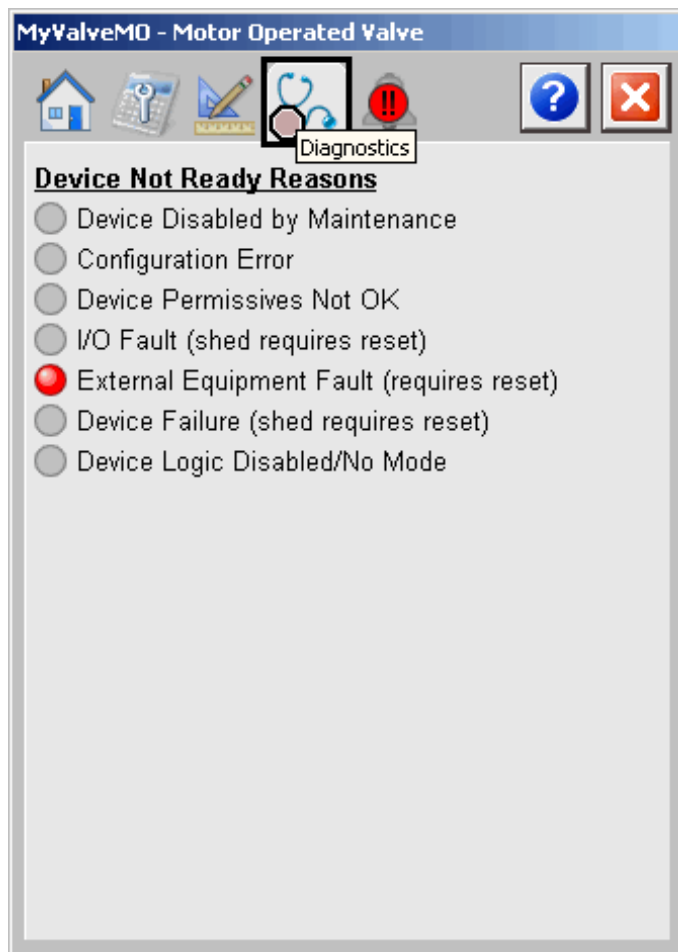 MyValveMO - Motor Operated Valve
?
!!
Diagnostics
Device Not Ready Reasons
Device Disabled by Maintenance
Configuration Error
Device Permissives Not OK
I/O Fault (shed requires reset)
External Equipment Fault (requires reset)
Device Failure (shed requires reset)
Device Logic Disabled/No Mode